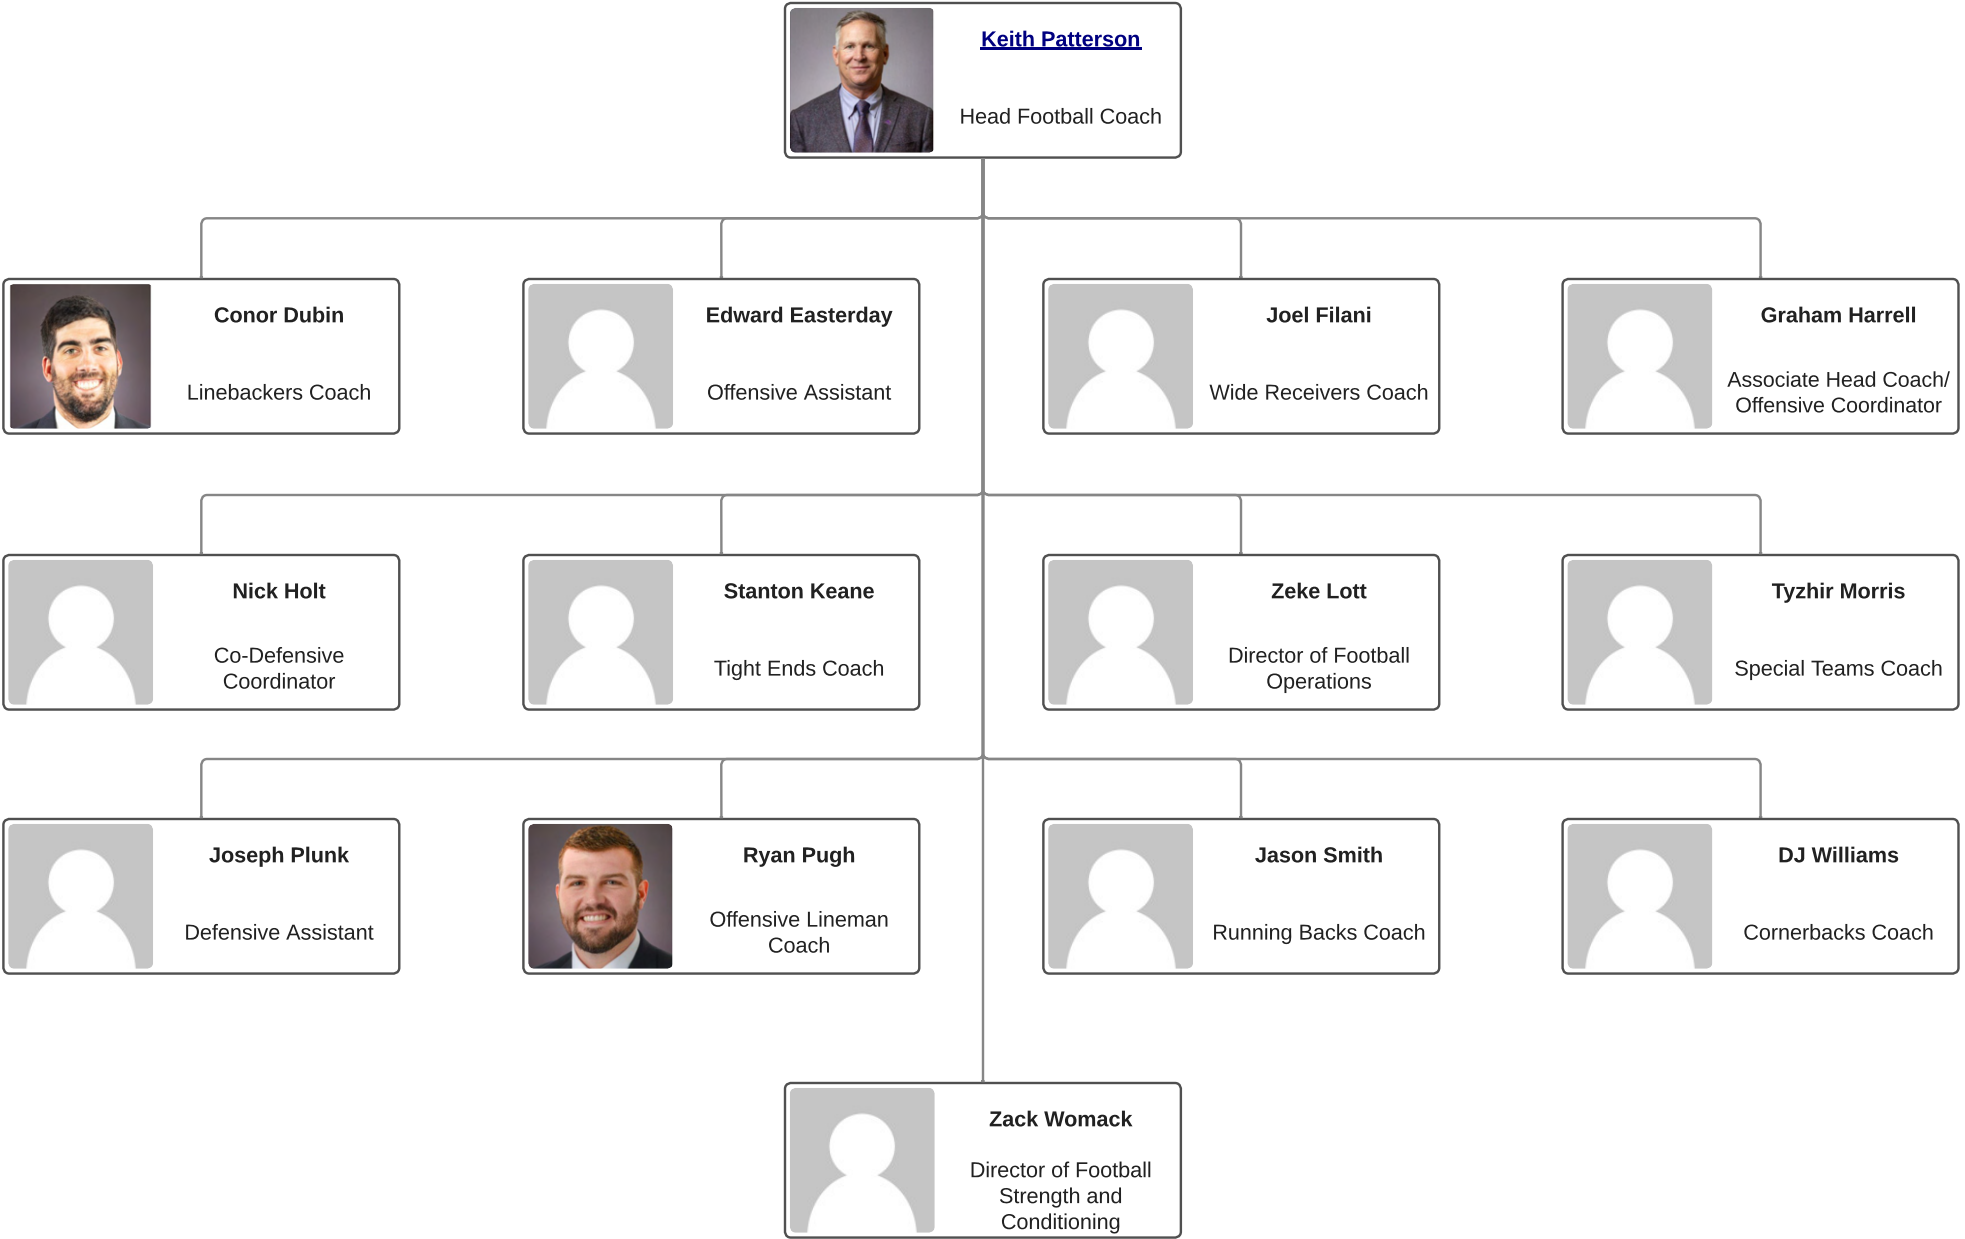 Keith Patterson
Head Football Coach
Conor Dubin
Linebackers Coach
Edward Easterday
Offensive Assistant
Joel Filani
Wide Receivers Coach
Graham Harrell
Associate Head Coach/
Offensive Coordinator
Nick Holt
Co-Defensive
Coordinator
Stanton Keane
Tight Ends Coach
Zeke Lott
Director of Football
Operations
Tyzhir Morris
Special Teams Coach
Joseph Plunk
Defensive Assistant
Ryan Pugh
Offensive Lineman
Coach
Jason Smith
Running Backs Coach
DJ Williams
Cornerbacks Coach
Zack Womack
Director of Football
Strength and
Conditioning